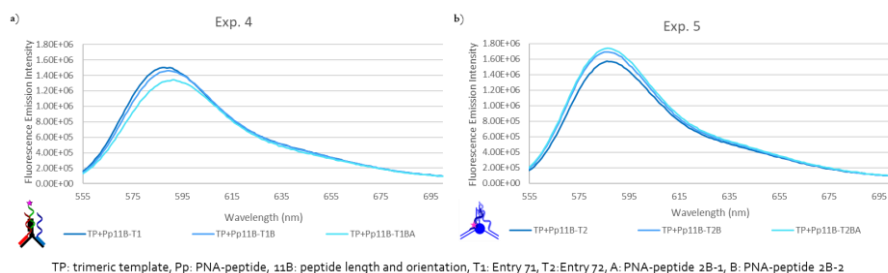 a)
Exp. 4
Fluorescence Emission Intensity
1.80E+06
1.60E+06
1.40E+06
1.20E+06
1.00E+06
8.00E+05
6.00E+05
4.00E+05
2.00E+05
0.00E+00
555 575 595 615 635 655 675 695
Wavelength (nm)
TP+Pp11B-T1 TP+Pp11B-T1B TP+Pp11B-T1BA
b)
Exp. 5
Fluorescence Emission Intensity
1.80E+06
1.60E+06
1.40E+06
1.20E+06
1.00E+06
8.00E+05
6.00E+05
4.00E+05
2.00E+05
0.00E+00
555 575 595 615 635 655 675 695
Wavelength (nm)
TP+Pp11B-T2 TP+Pp11B-T2B TP+Pp11B-T2BA
TP: trimeric template, Pp: PNA-peptide, 11B: peptide length and orientation, T1: Entry 71, T2:Entry 72, A: PNA-peptide 2B-1, B: PNA-peptide 2B-2